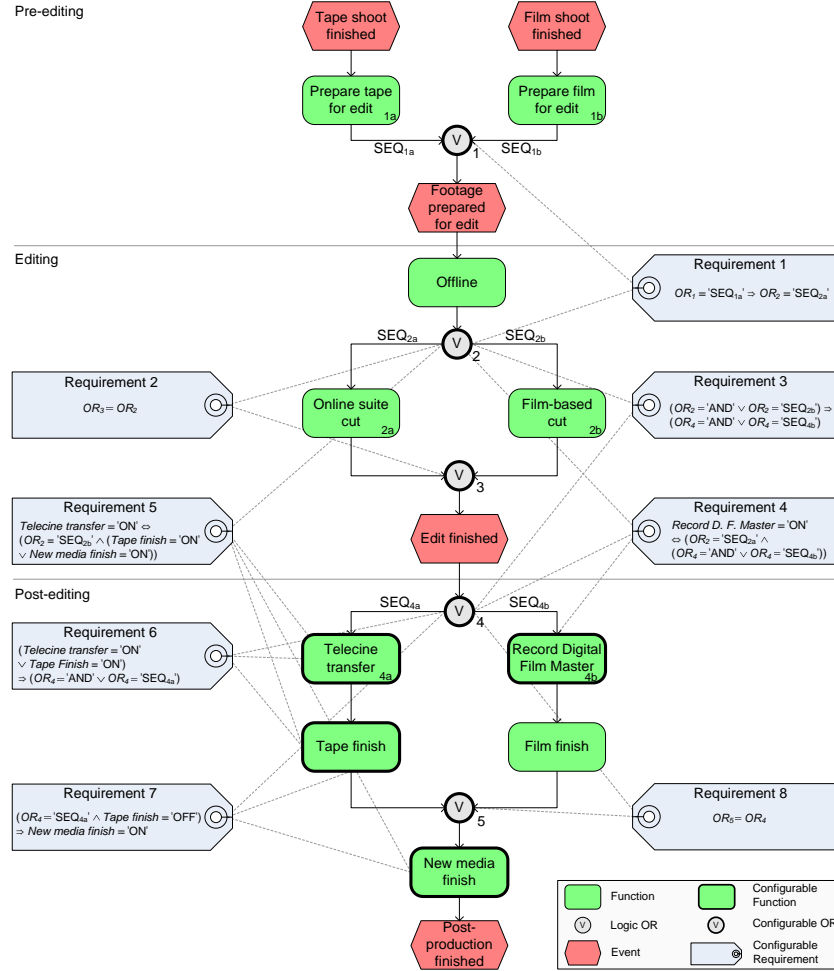 Pre-editing
Tape shoot
finished
Film shoot
finished
Prepare tape
for edit
1a
Prepare film
for edit
1b
SEQ1a
V
1
SEQ1b
Footage
prepared
for edit
Editing
Offline
Requirement 1
OR1 = 'SEQ1a' ⇒ OR2 = 'SEQ2a'
SEQ2a
V
2
SEQ2b
Requirement 2
OR3 = OR2
Online suite
cut
2a
Film-based
cut
2b
Requirement 3
(OR2 = 'AND' ∨ OR2 = 'SEQ2b') ⇒
(OR4 = 'AND' ∨ OR4 = 'SEQ4b')
V
3
Requirement 5
Telecine transfer = 'ON' ⇔
(OR2 = 'SEQ2b' ∧ (Tape finish = 'ON'
∨ New media finish = 'ON'))
Edit finished
Requirement 4
Record D. F. Master = 'ON'
⇔ (OR2 = 'SEQ2a' ∧
(OR4 = 'AND' ∨ OR4 = 'SEQ4b'))
Post-editing
SEQ4a
V
4
SEQ4b
Requirement 6
(Telecine transfer = 'ON'
∨ Tape Finish = 'ON')
⇒ (OR4 = 'AND' ∨ OR4 = 'SEQ4a')
Telecine
transfer
4a
Record Digital
Film Master
4b
Tape finish
Film finish
Requirement 7
(OR4 = 'SEQ4a' ∧ Tape finish = 'OFF')
⇒ New media finish = 'ON'
V
5
Requirement 8
OR5 = OR4
New media
finish
Post-
production
finished
Function
Configurable
Function
V
Logic OR
V
Configurable OR
Event
Configurable
Requirement